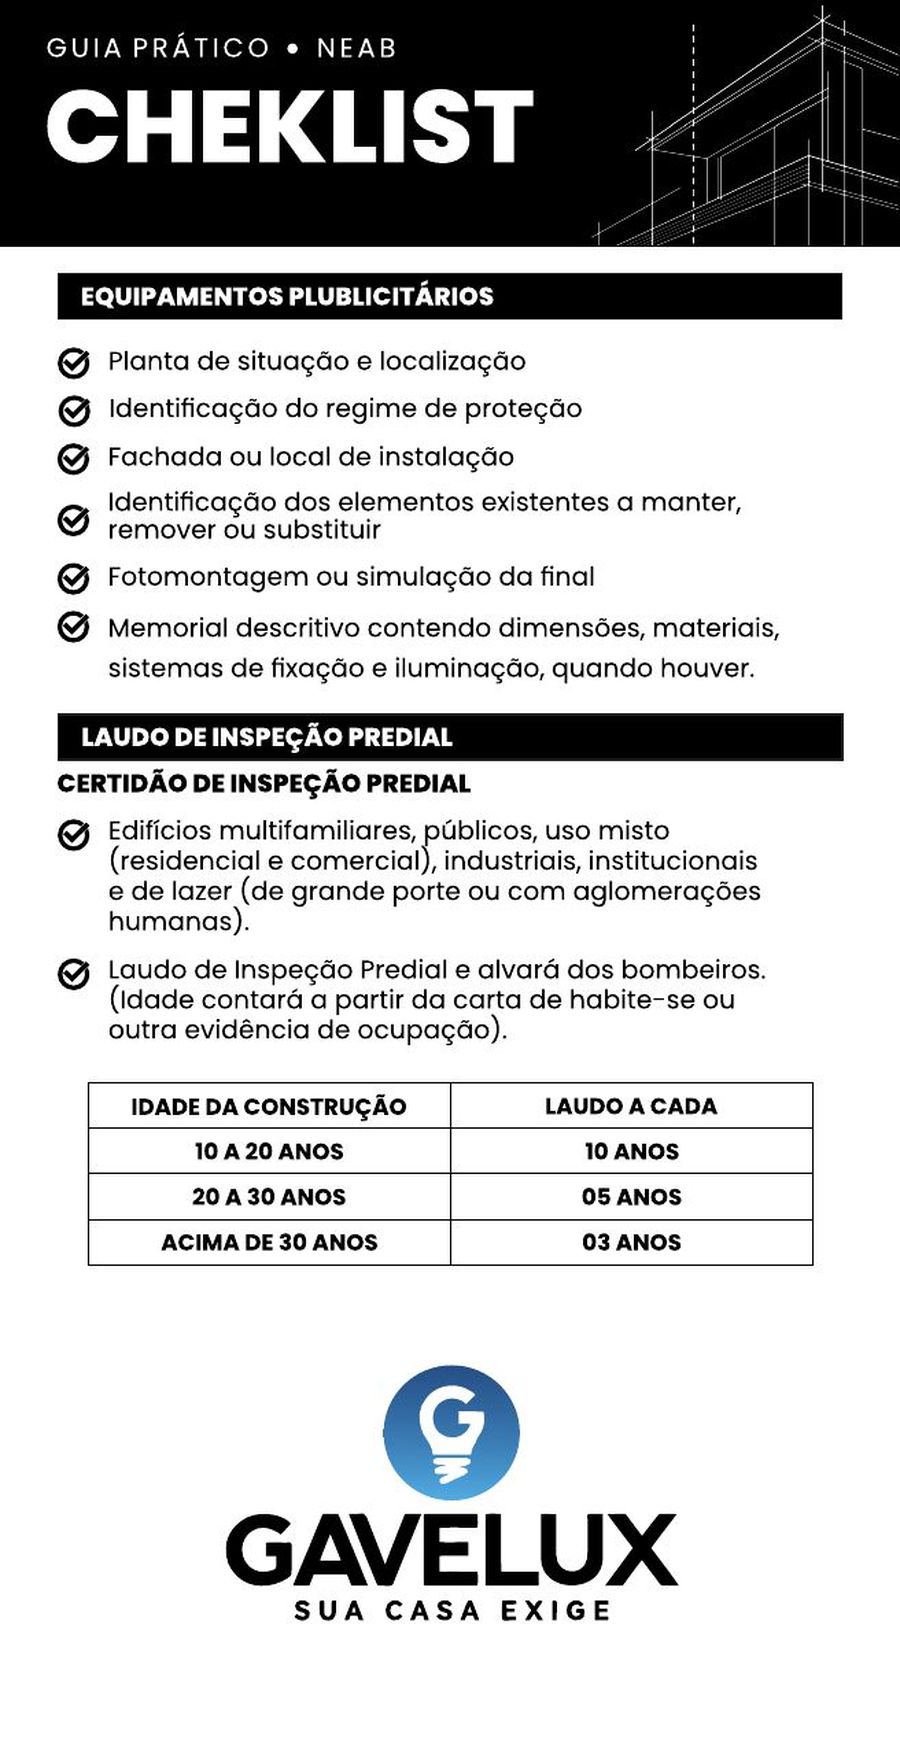 GUIA PRÁTICO • NEAB
CHEKLIST
EQUIPAMENTOS PLUBLICITÁRIOS
Planta de situação e localização
Identificação do regime de proteção
Fachada ou local de instalação
Identificação dos elementos existentes a manter,
remover ou substituir
Fotomontagem ou simulação da final
Memorial descritivo contendo dimensões, materiais,
sistemas de fixação e iluminação, quando houver.
LAUDO DE INSPEÇÃO PREDIAL
CERTIDÃO DE INSPEÇÃO PREDIAL
Edifícios multifamiliares, públicos, uso misto
(residencial e comercial), industriais, institucionais
e de lazer (de grande porte ou com aglomerações
humanas).
Laudo de Inspeção Predial e alvará dos bombeiros.
(Idade contará a partir da carta de habite-se ou
outra evidência de ocupação).
IDADE DA CONSTRUÇÃO LAUDO A CADA
10 A 20 ANOS 10 ANOS
20 A 30 ANOS 05 ANOS
ACIMA DE 30 ANOS 03 ANOS
G
GAVELUX
SUA CASA EXIGE